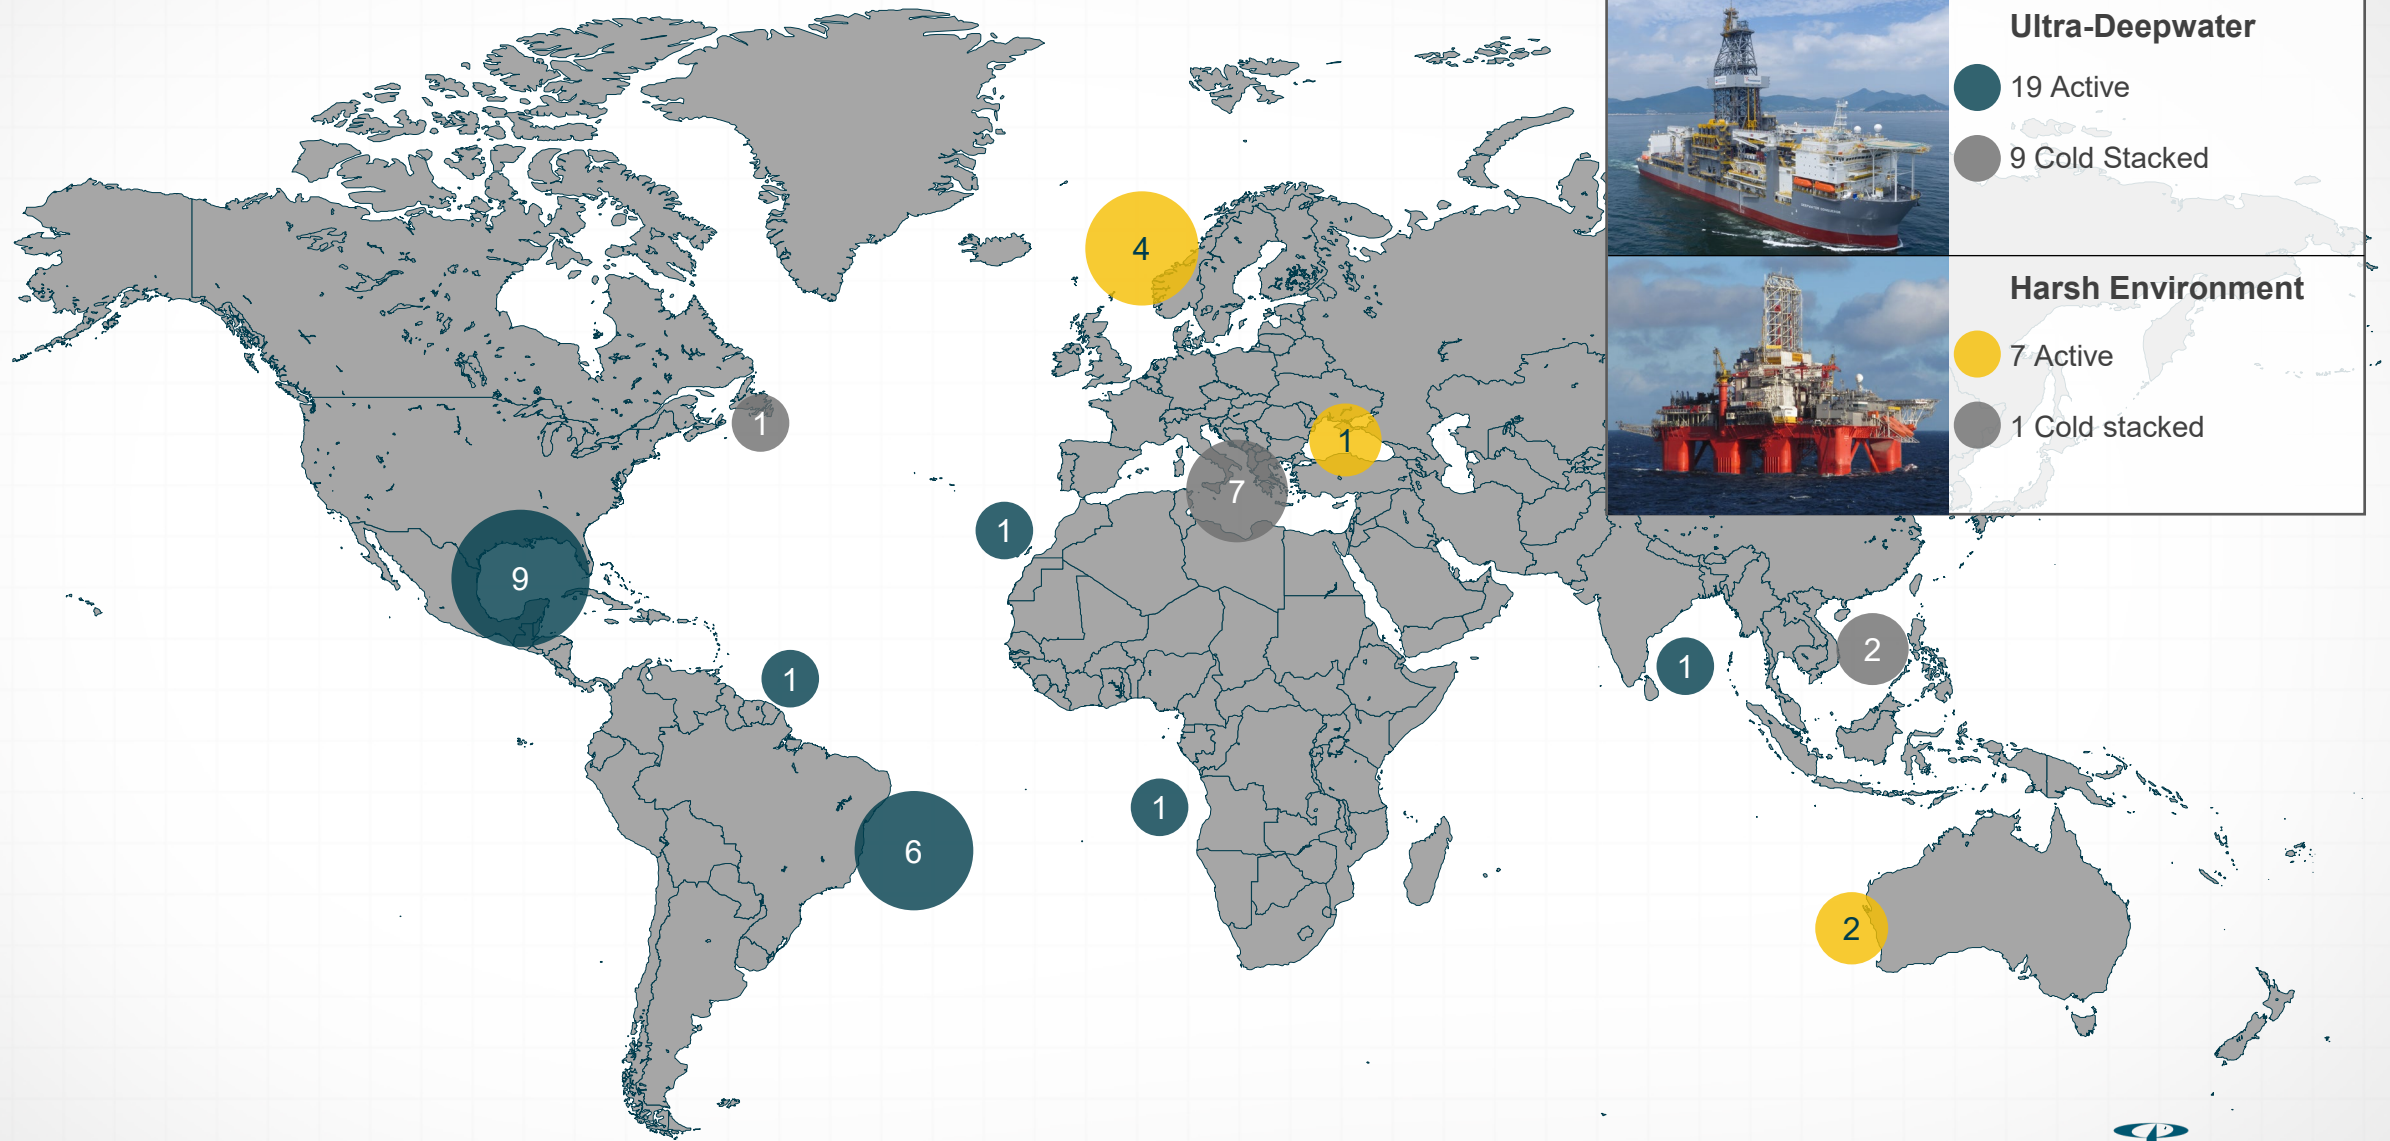 Ultra-Deepwater
19 Active
9 Cold Stacked
Harsh Environment
7 Active
1 Cold stacked
4
1
1
7
1
9
1
1
2
1
6
2